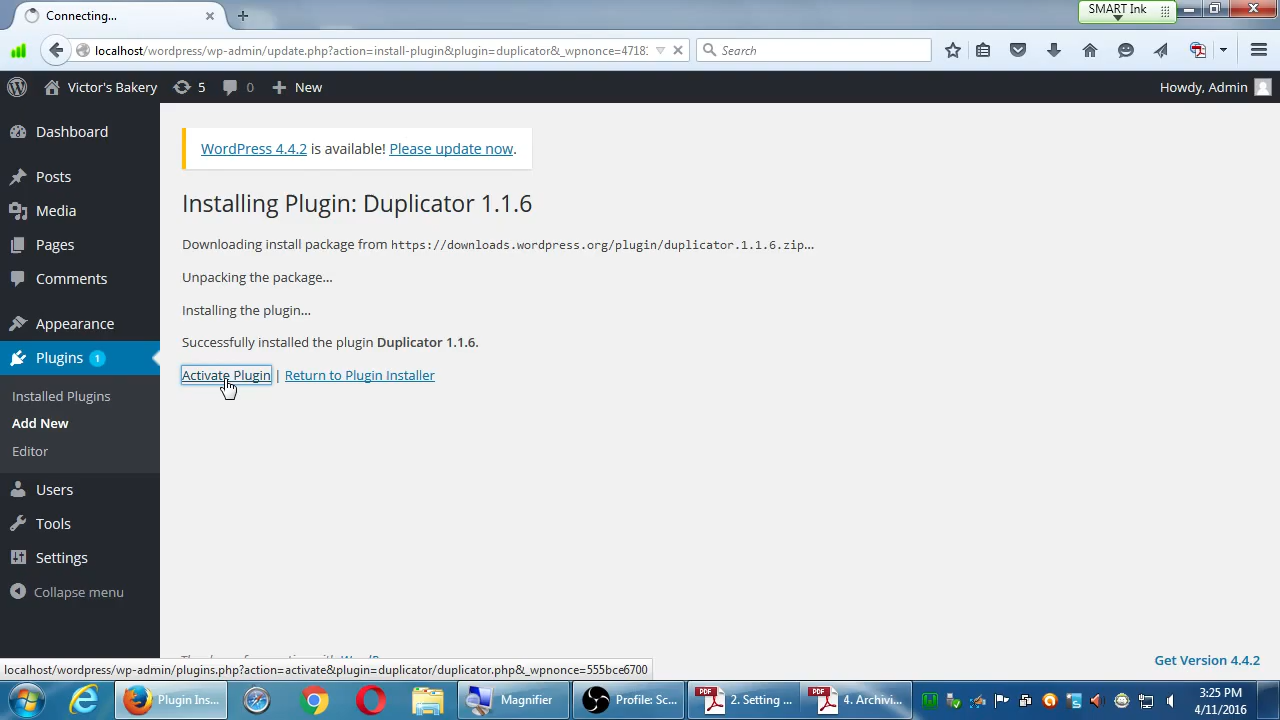 Connecting...
SMART Ink
localhost/wordpress/wp-admin/update.php?action=install-plugin&plugin=duplicator&_wpnonce=4718
Search
Victor's Bakery
5
0
New
Howdy, Admin
Dashboard
Posts
Media
Pages
Comments
Appearance
Plugins 1
Installed Plugins
Add New
Editor
Users
Tools
Settings
Collapse menu
WordPress 4.4.2 is available! Please update now.
Installing Plugin: Duplicator 1.1.6
Downloading install package from https://downloads.wordpress.org/plugin/duplicator.1.1.6.zip...
Unpacking the package...
Installing the plugin...
Successfully installed the plugin Duplicator 1.1.6.
Activate Plugin | Return to Plugin Installer
localhost/wordpress/wp-admin/plugins.php?action=activate&plugin=duplicator/duplicator.php&_wpnonce=555bce6700
Get Version 4.4.2
Plugin Ins...
Magnifier
Profile: Sc...
PDF
2. Setting ...
PDF
4. Archivi...
3:25 PM
4/11/2016